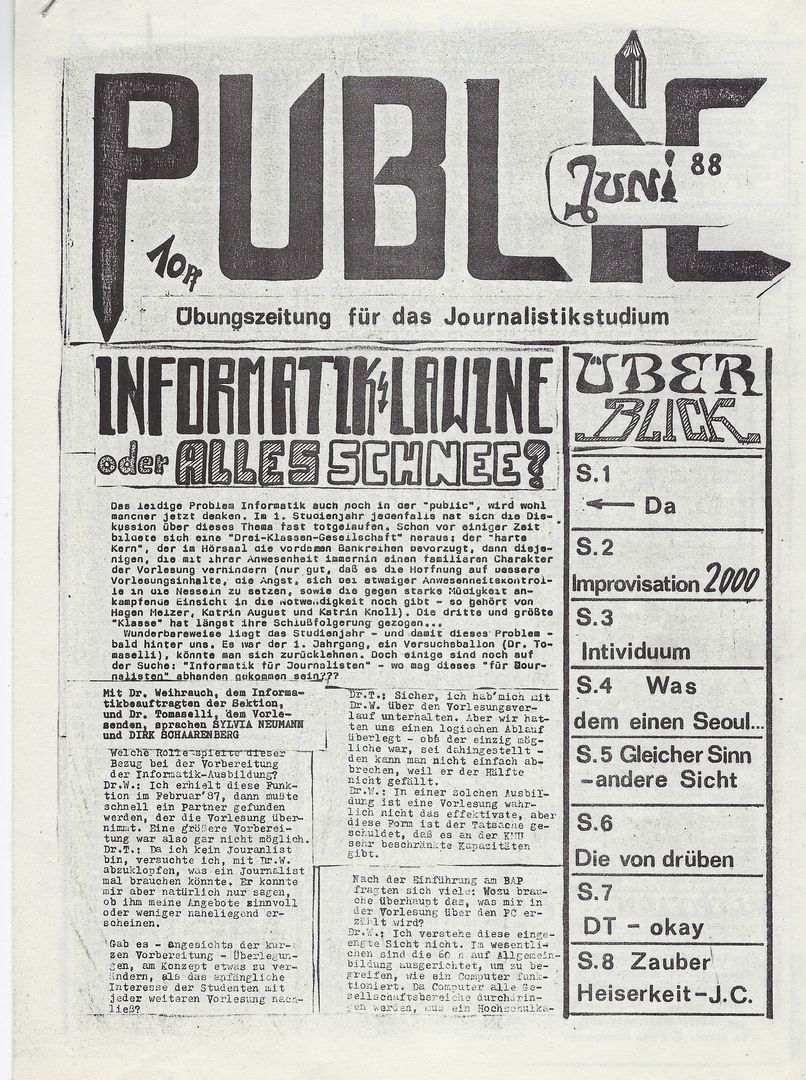 PUBLIC
JUNI 88
10 Pf
Übungszeitung für das Journalistikstudium
INFORMATIK LAWINE
oder ALLES SCHNEE?
Das leidige Problem Informatik auch noch in der "public", wird wohl
mancher jetzt denken. Im 1. Studienjahr jedenfalls hat sich die Dis-
kussion über dieses Thema fast totgelaufen. Schon vor einiger Zeit
bildete sich eine "Drei-Klassen-Gesellschaft" heraus: der "harte
Kern", der im Hörsaal die vorderen Bankreihen bevorzugt, dann dieje-
nigen, die mit ihrer Anwesenheit immerhin einen familiären Charakter
der Vorlesung verhindern (nur gut, daß es die Hoffnung auf bessere
Vorlesungsinhalte, die Angst, sich bei etwaiger Anwesenheitskontrol-
le in die Nesseln zu setzen, sowie die gegen starke Müdigkeit an-
kämpfende Einsicht in die Notwendigkeit noch gibt - so gehört von
Hagen Meizer, Katrin August und Katrin Knoll). Die dritte und größte
"Klasse" hat längst ihre Schlußfolgerung gezogen...
Wunderbarerweise liegt das Studienjahr - und damit dieses Problem -
bald hinter uns. Es war der 1. Jahrgang, ein Versuchsballon (Dr. To-
maselli), könnte man sich zurücklehnen. Doch einige sind noch auf
der Suche: "Informatik für Journalisten" - wo mag dieses "für Jour-
nalisten" abhanden gekommen sein???
Mit Dr. Weihrauch, dem Informa-
tikbeauftragten der Sektion,
und Dr. Tomaselli, dem Vorle-
senden, sprachen SYLVIA NEUMANN
und DIRK SCHAARENBERG
Welche Rolle spielte dieser
Bezug bei der Vorbereitung
der Informatik-Ausbildung?
Dr.W.: Ich erhielt diese Funk-
tion im Februar'87, dann mußte
schnell ein Partner gefunden
werden, der die Vorlesung über-
nimmt. Eine größere Vorberei-
tung war also gar nicht möglich.
Dr.T.: Da ich kein Jouranlist
bin, versuchte ich, mit Dr.W.
abzuklopfen, was ein Journalist
mal brauchen könnte. Er konnte
mir aber natürlich nur sagen,
ob ihm meine Angebote sinnvoll
oder weniger naheliegend er-
scheinen.
Gab es - angesichts der kur-
zen Vorbereitung - Überlegun-
gen, am Konzept etwas zu ver-
ändern, als das anfängliche
Interesse der Studenten mit
jeder weiteren Vorlesung nach-
ließ?
Dr.T.: Sicher, ich hab'mich mit
Dr.W. über den Vorlesungsver-
lauf unterhalten. Aber wir hat-
ten uns einen logischen Ablauf
überlegt - obs der einzig mög-
liche war, sei dahingestellt -
den kann man nicht einfach ab-
brechen, weil er der Hälfte
nicht gefällt.
Dr.W.: In einer solchen Ausbil-
dung ist eine Vorlesung wahr-
lich nicht das effektivste, aber
diese Form ist der Tatsache ge-
schuldet, daß es an der KMU
sehr beschränkte Kapazitäten
gibt.
Nach der Einführung am BAP
fragten sich viele: Wozu brau-
che überhaupt das, was mir in
der Vorlesung über den PC er-
zählt wird?
Dr.W.: Ich verstehe diese einge-
engte Sicht nicht. Im wesentli-
chen sind die 60 h auf Allgemein-
bildung ausgerichtet, um zu be-
greifen, wie ein Computer funk-
tioniert. Da Computer alle Ge-
sellschaftsbereiche durchdrin-
gen werden, muß ein Hochschulka-
ÜBER
BLICK
S.1
Da
S.2
Improvisation 2000
S.3
Intividuum
S.4 Was
dem einen Seoul...
S.5 Gleicher Sinn
-andere Sicht
S.6
Die von drüben
S.7
DT - okay
S.8 Zauber
Heiserkeit-J.C.